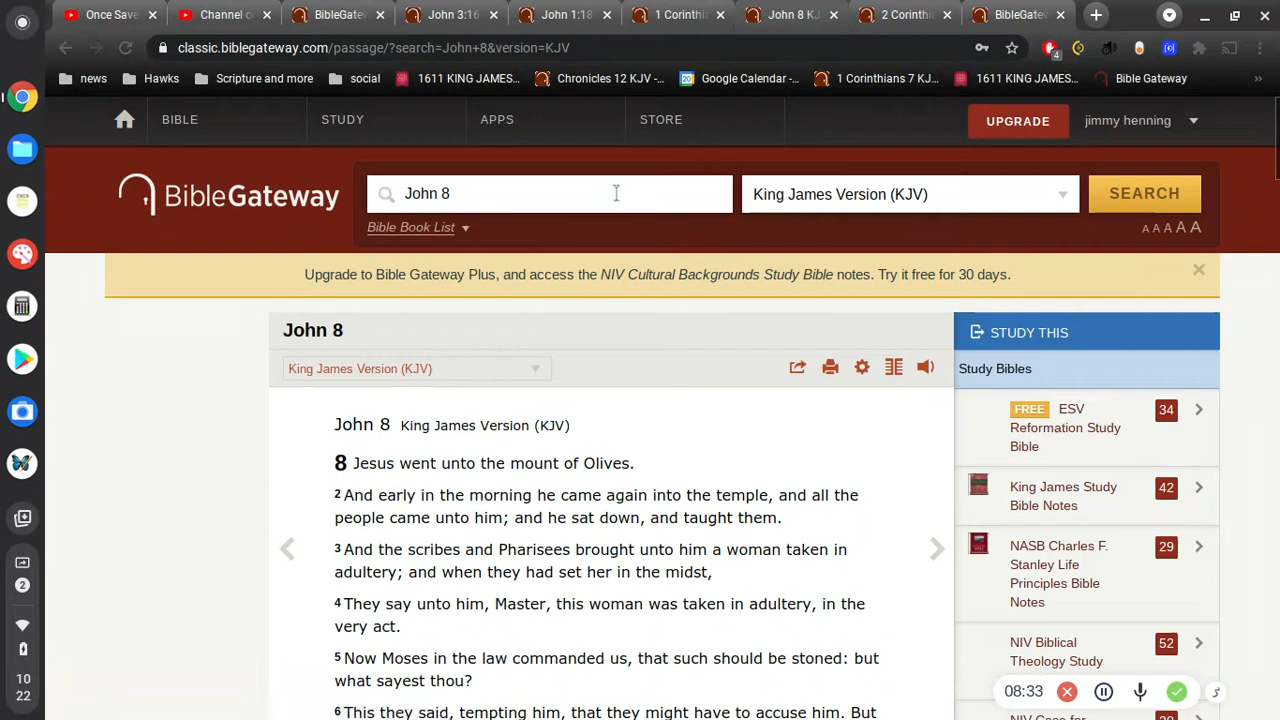 Once Save
Channel c
BibleGatew
John 3:16
John 1:18
1 Corinthi
John 8 KJ
2 Corinthi
BibleGatew
classic.biblegateway.com/passage/?search=John+8&version=KJV
4
news
Hawks
Scripture and more
social
1611 KING JAMES...
Chronicles 12 KJV -...
20
Google Calendar -...
1 Corinthians 7 KJ...
1611 KING JAMES...
Bible Gateway
»
BIBLE
STUDY
APPS
STORE
UPGRADE
jimmy henning
BibleGateway
John 8
King James Version (KJV)
SEARCH
Bible Book List
A A A A A
Upgrade to Bible Gateway Plus, and access the NIV Cultural Backgrounds Study Bible notes. Try it free for 30 days.
John 8
King James Version (KJV)
John 8 King James Version (KJV)
8 Jesus went unto the mount of Olives.
2 And early in the morning he came again into the temple, and all the
people came unto him; and he sat down, and taught them.
3 And the scribes and Pharisees brought unto him a woman taken in
adultery; and when they had set her in the midst,
4 They say unto him, Master, this woman was taken in adultery, in the
very act.
5 Now Moses in the law commanded us, that such should be stoned: but
what sayest thou?
6 This they said, tempting him, that they might have to accuse him. But
STUDY THIS
Study Bibles
FREE ESV
Reformation Study
Bible
34
King James Study
Bible Notes
42
NASB Charles F.
Stanley Life
Principles Bible
Notes
29
NIV Biblical
Theology Study
52
NIV Case for
08:33
2
10
22